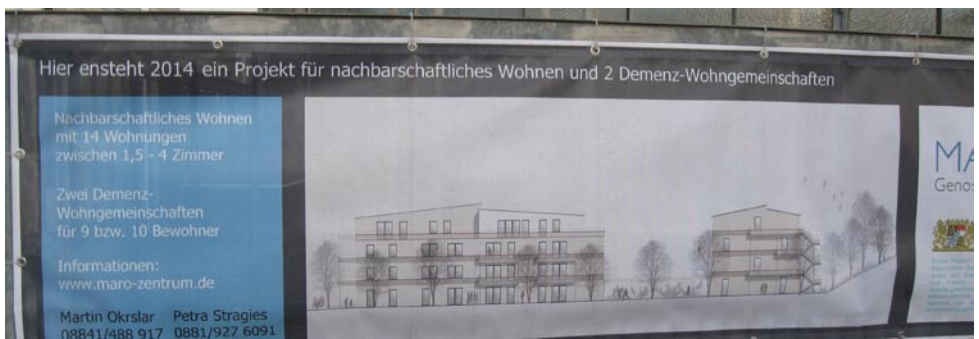 Hier ensteht 2014 ein Projekt für nachbarschaftliches Wohnen und 2 Demenz-Wohngemeinschaften
Nachbarschaftliches Wohnen
mit 14 Wohnungen
zwischen 1,5 - 4 Zimmer
Zwei Demenz-
Wohngemeinschaften
für 9 bzw. 10 Bewohner
Informationen:
www.maro-zentrum.de
Martin Okrslar Petra Stragies
08841/488 917 0881/927 6091
MA
Genos